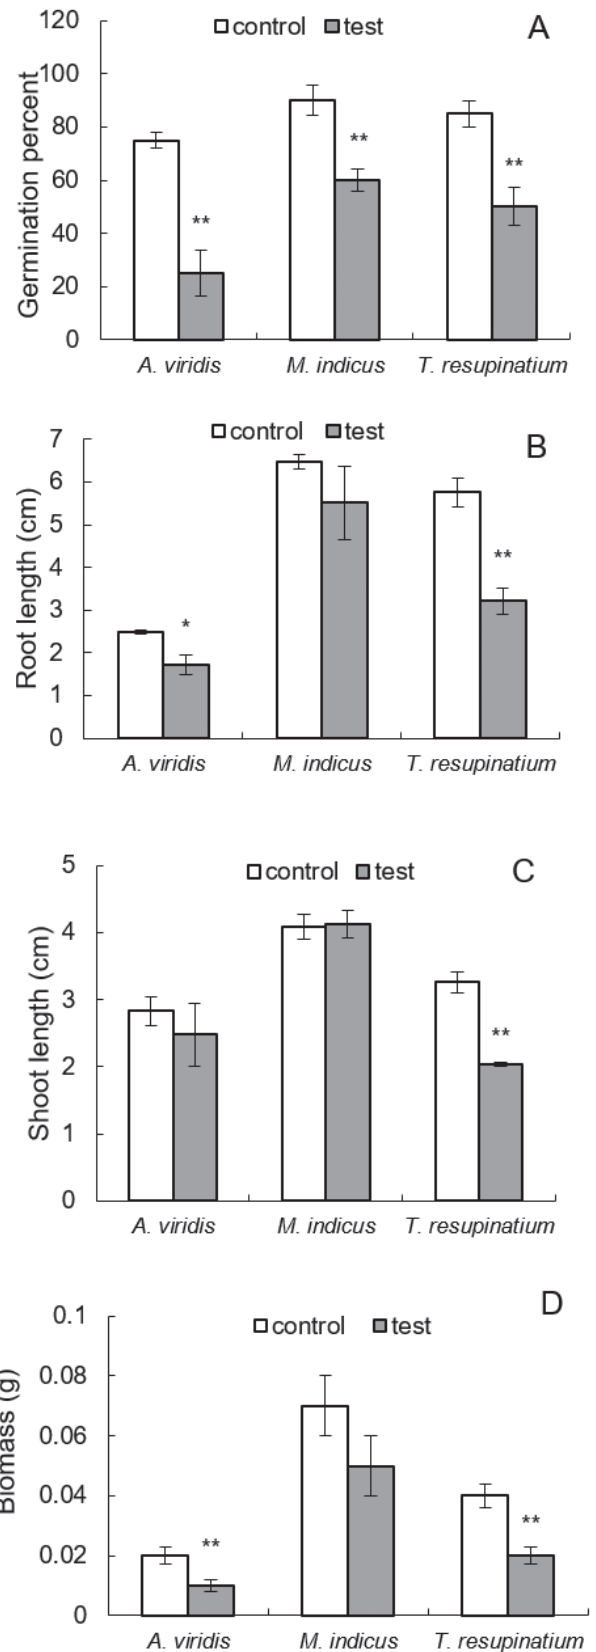 120
control test
A
100
80
60
40
20
0
Germination percent
**
**
**
A. viridis M. indicus T. resupinatium
7
control test
B
6
5
4
3
2
1
0
Root length (cm)
*
**
A. viridis M. indicus T. resupinatium
5
control test
C
4
3
2
1
0
Shoot length (cm)
**
A. viridis M. indicus T. resupinatium
0.1
control test
D
0.08
0.06
0.04
0.02
0
Biomass (g)
**
**
A. viridis M. indicus T. resupinatium